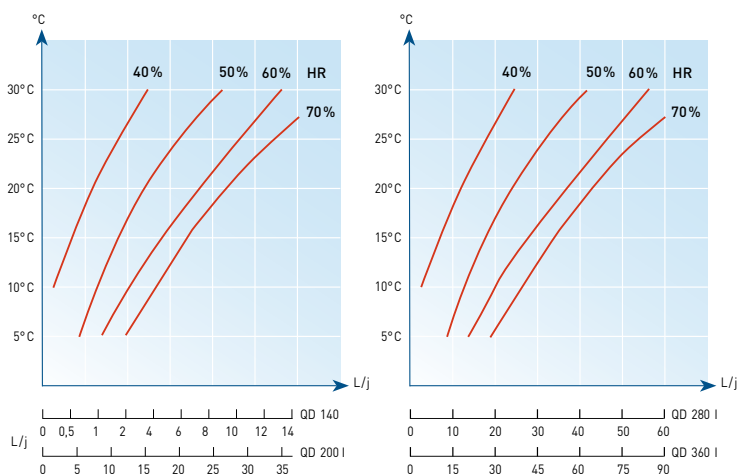 °C
40% 50% 60% HR
70%
30°C
25°C
20°C
15°C
10°C
5°C
L/j
QD 140
0 0,5 1 2 4 6 8 10 12 14
L/j
QD 200 l
0 5 10 15 20 25 30 35
°C
40% 50% 60% HR
70%
30°C
25°C
20°C
15°C
10°C
5°C
L/j
QD 280 l
0 10 20 30 40 50 60
QD 360 l
0 15 30 45 60 75 90